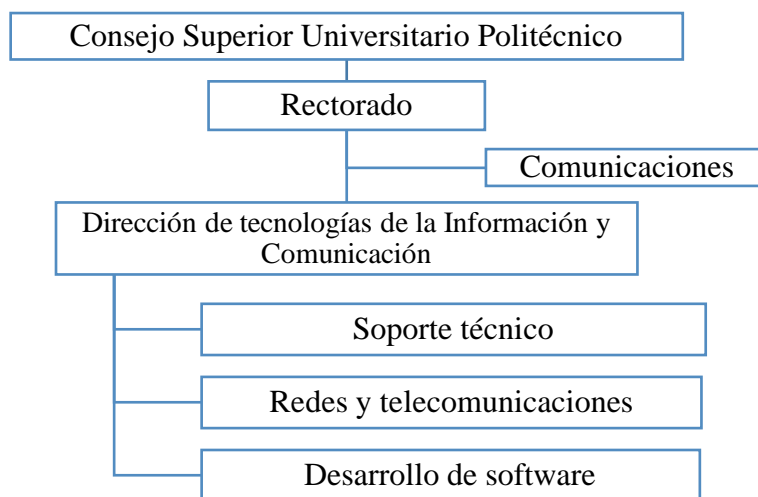 Consejo Superior Universitario Politécnico
Rectorado
Comunicaciones
Dirección de tecnologías de la Información y
Comunicación
Soporte técnico
Redes y telecomunicaciones
Desarrollo de software